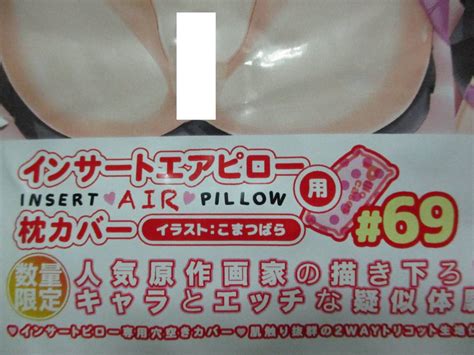 インサートエアピロー
INSERT AIR PILLOW 用
枕カバー イラスト:こまつばら #69
数量限定
人気原作画家の描き下ろ
キャラとエッチな疑似体
インサートピロー専用穴空きカバー♥肌触り抜群の2WAYトリコット生